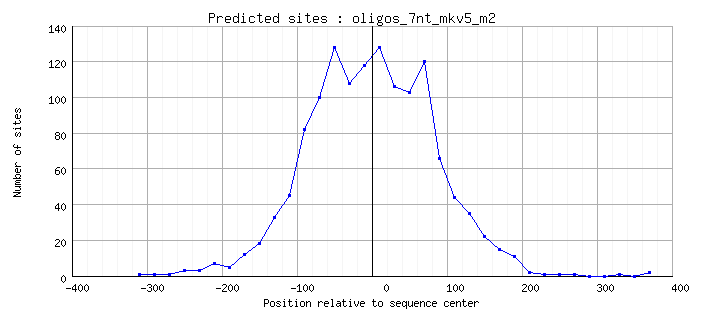 Predicted sites : oligos_7nt_mkv5_m2
Number of sites
140
120
100
80
60
40
20
0
-400 -300 -200 -100 0 100 200 300 400
Position relative to sequence center